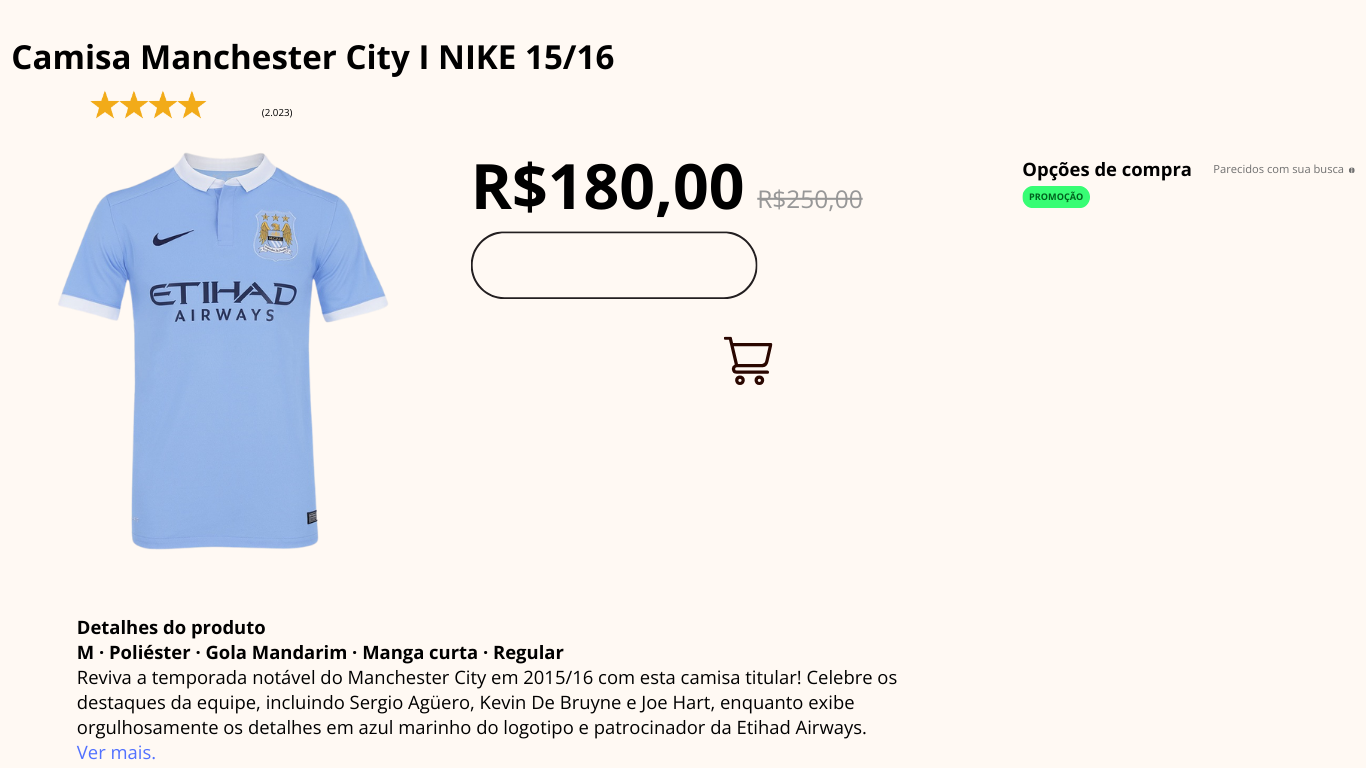 Camisa Manchester City I NIKE 15/16
(2.023)
R$180,00 R$250,00
Opções de compra
Parecidos com sua busca
PROMOÇÃO
ETIHAD
AIRWAYS
Detalhes do produto
M · Poliéster · Gola Mandarim · Manga curta · Regular
Reviva a temporada notável do Manchester City em 2015/16 com esta camisa titular! Celebre os
destaques da equipe, incluindo Sergio Agüero, Kevin De Bruyne e Joe Hart, enquanto exibe
orgulhosamente os detalhes em azul marinho do logotipo e patrocinador da Etihad Airways.
Ver mais.